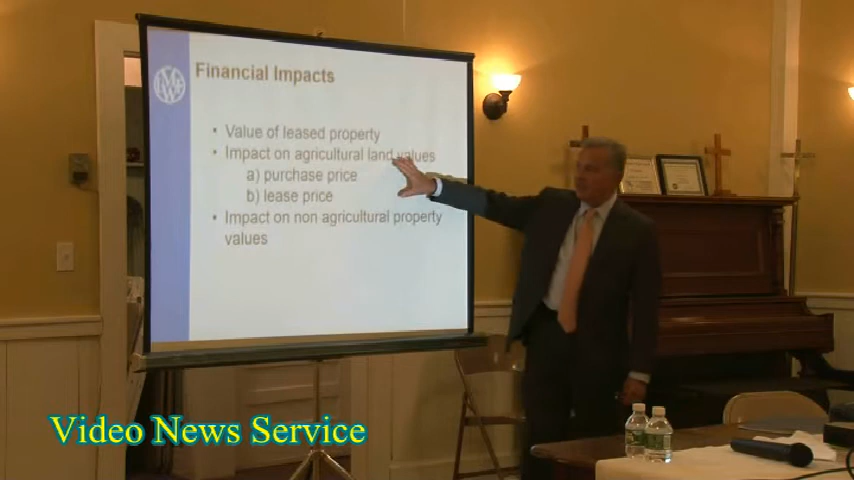 Financial Impacts
• Value of leased property
• Impact on agricultural land values
a) purchase price
b) lease price
• Impact on non agricultural property
values
Video News Service